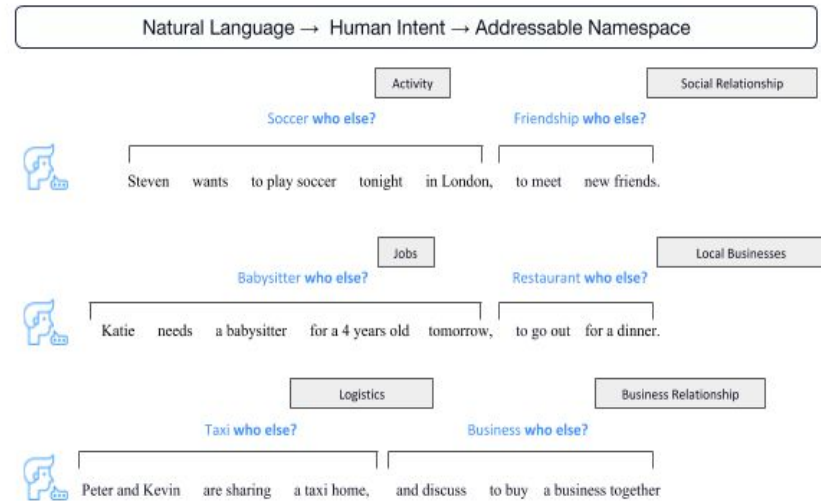 Natural Language → Human Intent → Addressable Namespace
Activity Social Relationship
Soccer who else? Friendship who else?
Steven wants to play soccer tonight in London, to meet new friends.
Jobs Local Businesses
Babysitter who else? Restaurant who else?
Katie needs a babysitter for a 4 years old tomorrow, to go out for a dinner.
Logistics Business Relationship
Taxi who else? Business who else?
Peter and Kevin are sharing a taxi home, and discuss to buy a business together